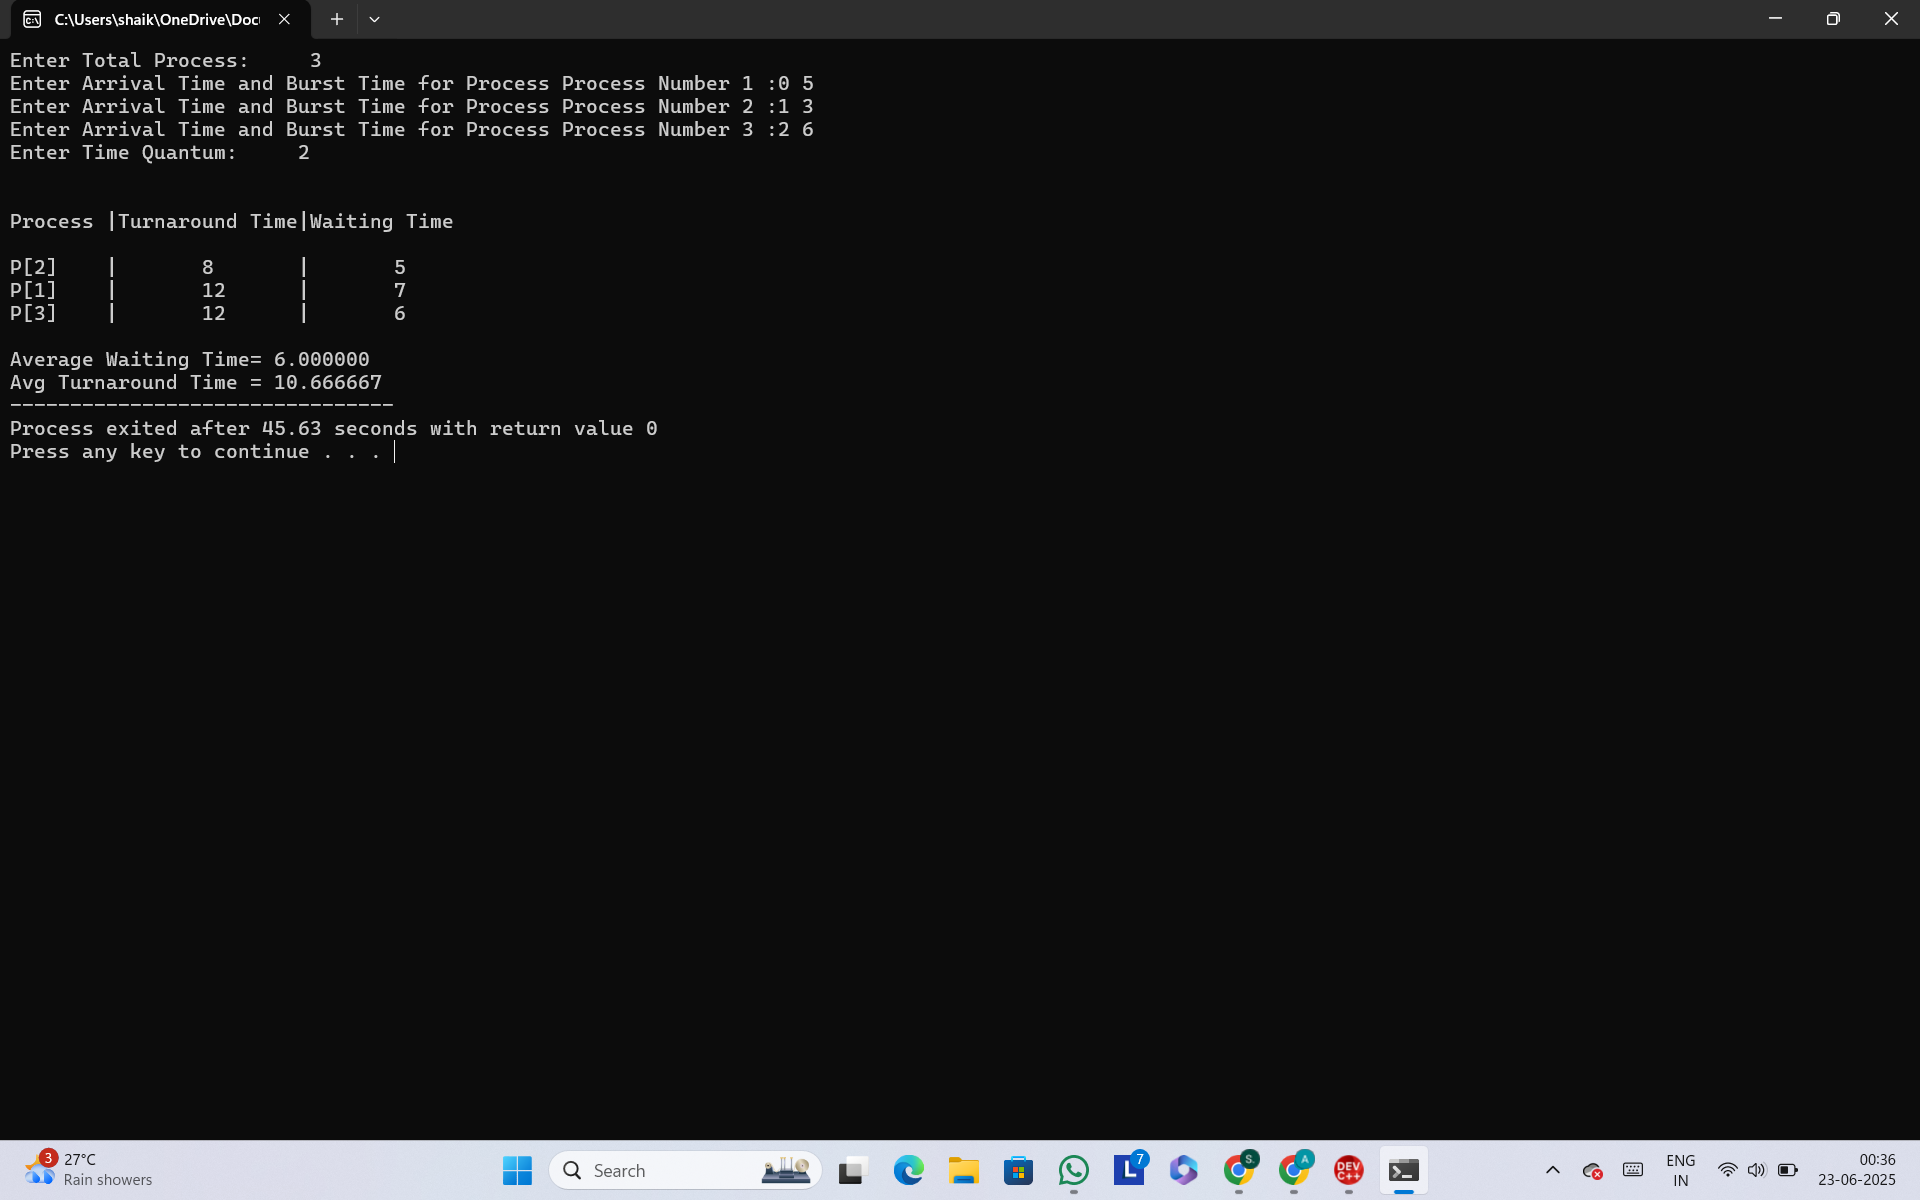 C:\Users\shaik\OneDrive\Doc
Enter Total Process:     3
Enter Arrival Time and Burst Time for Process Process Number 1 :0 5
Enter Arrival Time and Burst Time for Process Process Number 2 :1 3
Enter Arrival Time and Burst Time for Process Process Number 3 :2 6
Enter Time Quantum:     2
Process |Turnaround Time|Waiting Time
P[2]    |       8       |       5
P[1]    |       12      |       7
P[3]    |       12      |       6
Average Waiting Time= 6.000000
Avg Turnaround Time = 10.666667
--------------------------------
Process exited after 45.63 seconds with return value 0
Press any key to continue . . .
3
27°C
Rain showers
Search
L
7
S.
A
DEV
C++
ENG
IN
00:36
23-06-2025